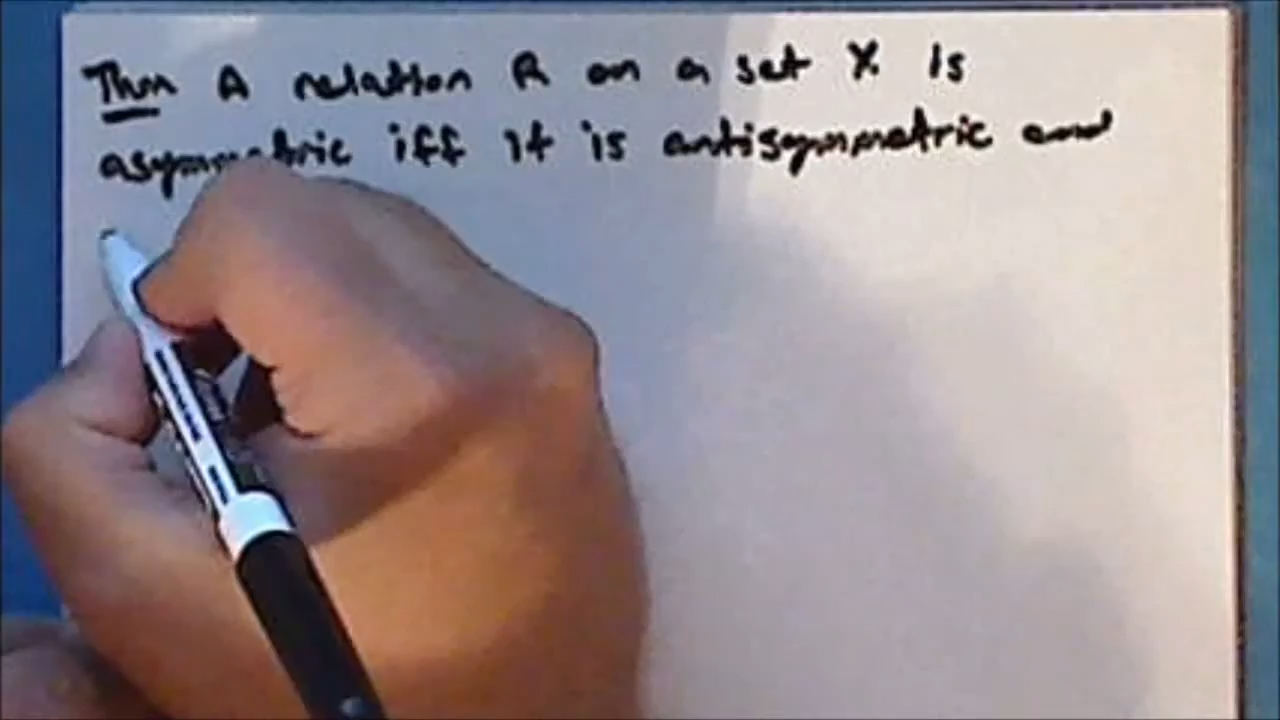 Thm A relation R on a set X is
asymmetric iff it is antisymmetric and